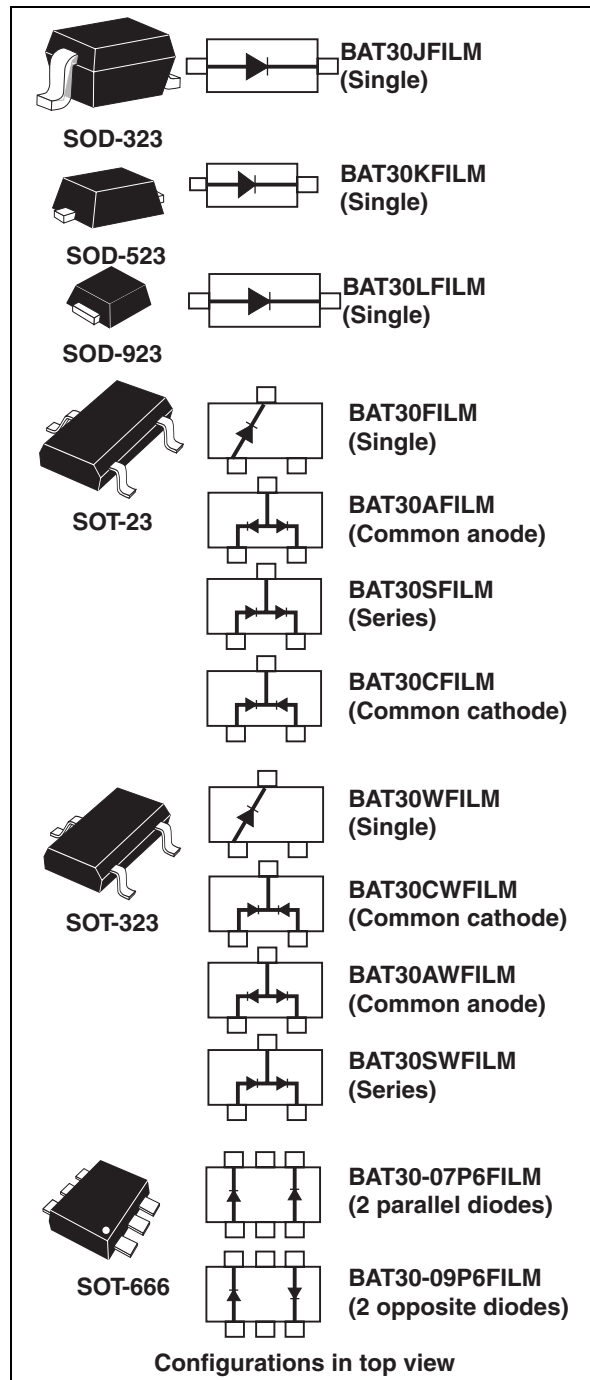 BAT30JFILM
(Single)
SOD-323
BAT30KFILM
(Single)
SOD-523
BAT30LFILM
(Single)
SOD-923
BAT30FILM
(Single)
SOT-23
BAT30AFILM
(Common anode)
BAT30SFILM
(Series)
BAT30CFILM
(Common cathode)
BAT30WFILM
(Single)
SOT-323
BAT30CWFILM
(Common cathode)
BAT30AWFILM
(Common anode)
BAT30SWFILM
(Series)
BAT30-07P6FILM
(2 parallel diodes)
SOT-666
BAT30-09P6FILM
(2 opposite diodes)
Configurations in top view